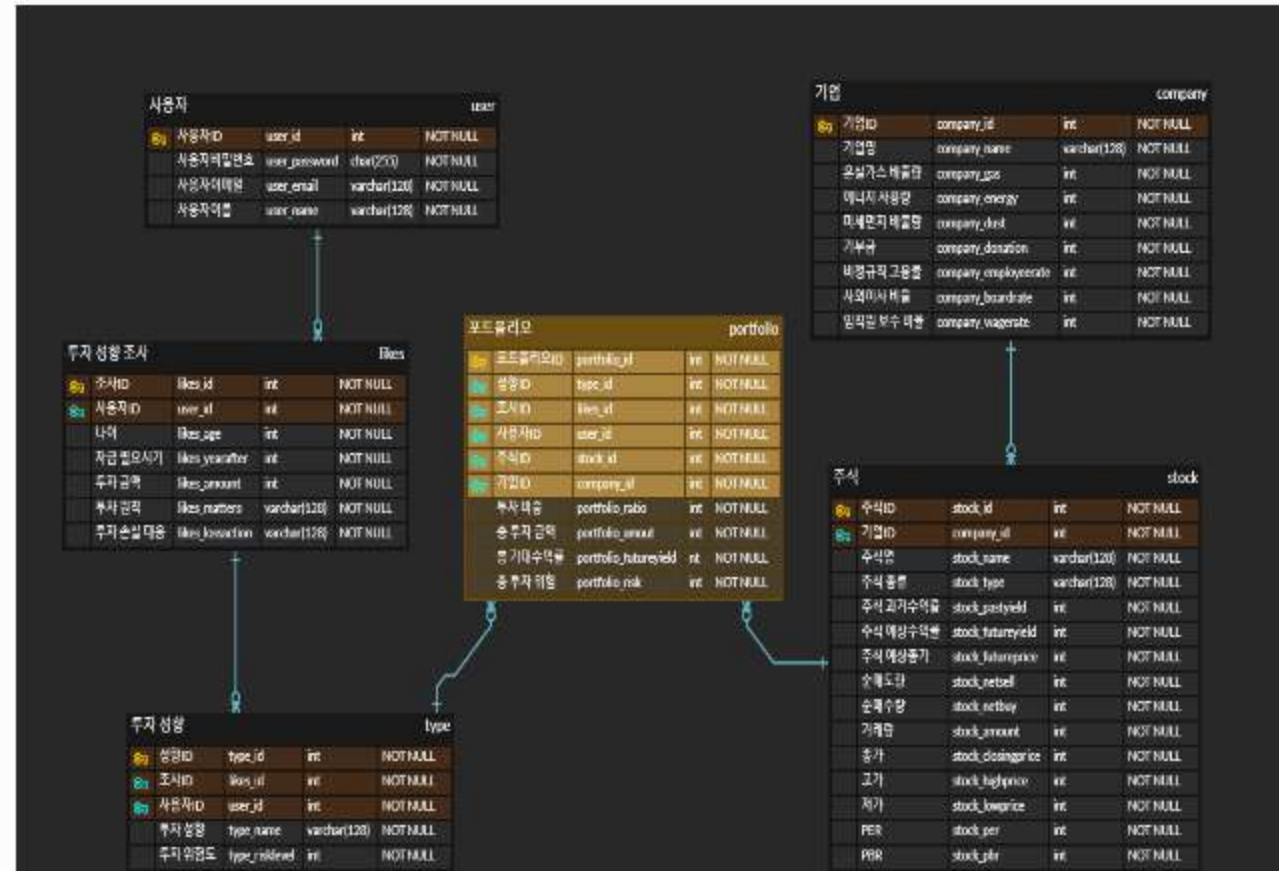 사용자 user
사용자ID user_id int NOT NULL
사용자비밀번호 user_password char(255) NOT NULL
사용자이메일 user_email varchar(128) NOT NULL
사용자이름 user_name varchar(128) NOT NULL
기업 company
기업ID company_id int NOT NULL
기업명 company_name varchar(128) NOT NULL
온실가스 배출량 company_gas int NOT NULL
에너지 사용량 company_energy int NOT NULL
미세먼지 배출량 company_dust int NOT NULL
기부금 company_donation int NOT NULL
비정규직 고용률 company_employeerate int NOT NULL
사외이사 비율 company_boardrate int NOT NULL
임직원 보수 비율 company_wagerate int NOT NULL
투자 성향 조사 likes
조사ID likes_id int NOT NULL
사용자ID user_id int NOT NULL
나이 likes_age int NOT NULL
자금 필요시기 likes_yearafter int NOT NULL
투자 금액 likes_amount int NOT NULL
투자 likes_matters varchar(128) NOT NULL
투자 손실 대응 likes_lossaction varchar(128) NOT NULL
포트폴리오 portfolio
포트폴리오ID portfolio_id int NOT NULL
성향ID type_id int NOT NULL
조사ID likes_id int NOT NULL
사용자ID user_id int NOT NULL
주식ID stock_id int NOT NULL
기업ID company_id int NOT NULL
투자 비중 portfolio_ratio int NOT NULL
총 투자 금액 portfolio_amout int NOT NULL
총 기대수익률 portfolio_futureyield int NOT NULL
총 투자 위험 portfolio_risk int NOT NULL
주식 stock
주식ID stock_id int NOT NULL
기업ID company_id int NOT NULL
주식명 stock_name varchar(128) NOT NULL
주식 종류 stock_type varchar(128) NOT NULL
주식 과거수익률 stock_pastyield int NOT NULL
주식 예상수익률 stock_futureyield int NOT NULL
주식 예상종가 stock_futureprice int NOT NULL
순매도량 stock_netsell int NOT NULL
순매수량 stock_netbuy int NOT NULL
거래량 stock_amount int NOT NULL
종가 stock_closingprice int NOT NULL
고가 stock_highprice int NOT NULL
저가 stock_lowprice int NOT NULL
PER stock_per int NOT NULL
PBR stock_pbr int NOT NULL
투자 성향 type
성향ID type_id int NOT NULL
조사ID likes_id int NOT NULL
사용자ID user_id int NOT NULL
투자 성향 type_name varchar(128) NOT NULL
투자 위험도 type_risklevel int NOT NULL